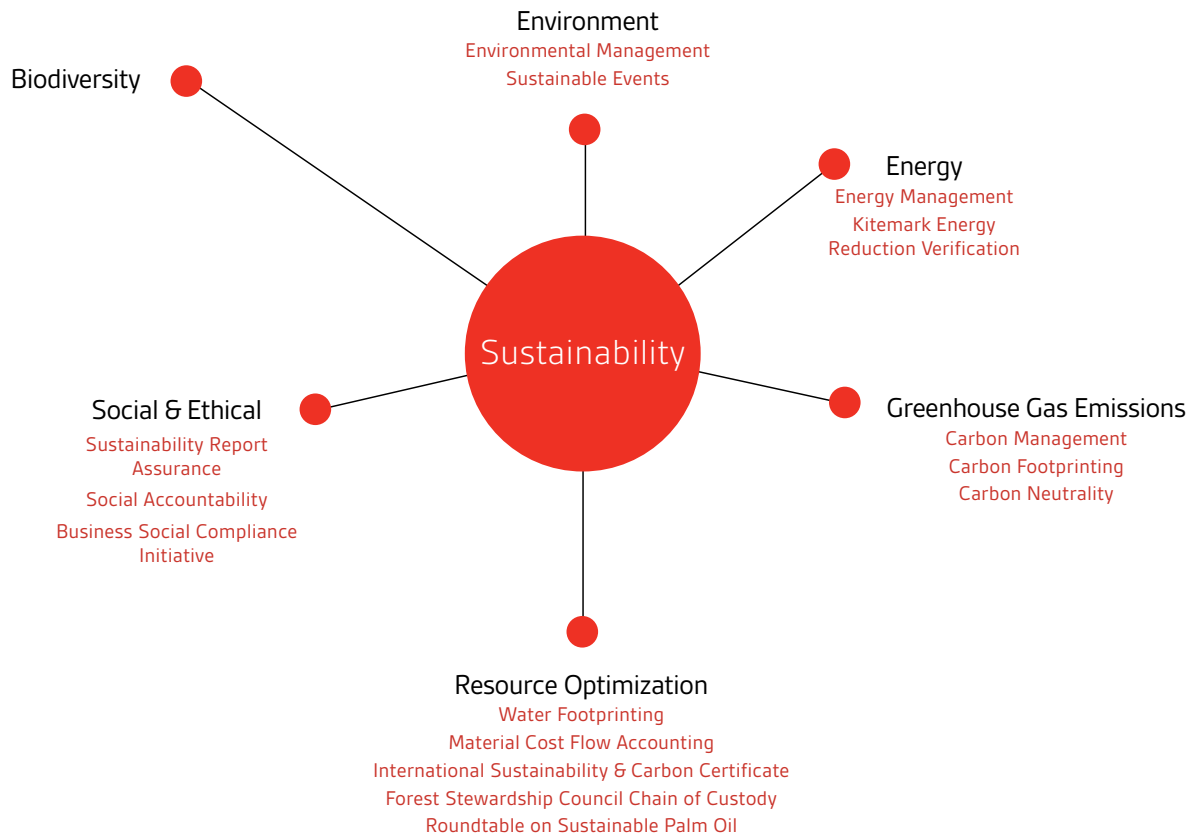 Environment
Environmental Management
Sustainable Events
Biodiversity
Energy
Energy Management
Kitemark Energy
Reduction Verification
Sustainability
Social & Ethical
Sustainability Report
Assurance
Social Accountability
Business Social Compliance
Initiative
Greenhouse Gas Emissions
Carbon Management
Carbon Footprinting
Carbon Neutrality
Resource Optimization
Water Footprinting
Material Cost Flow Accounting
International Sustainability & Carbon Certificate
Forest Stewardship Council Chain of Custody
Roundtable on Sustainable Palm Oil